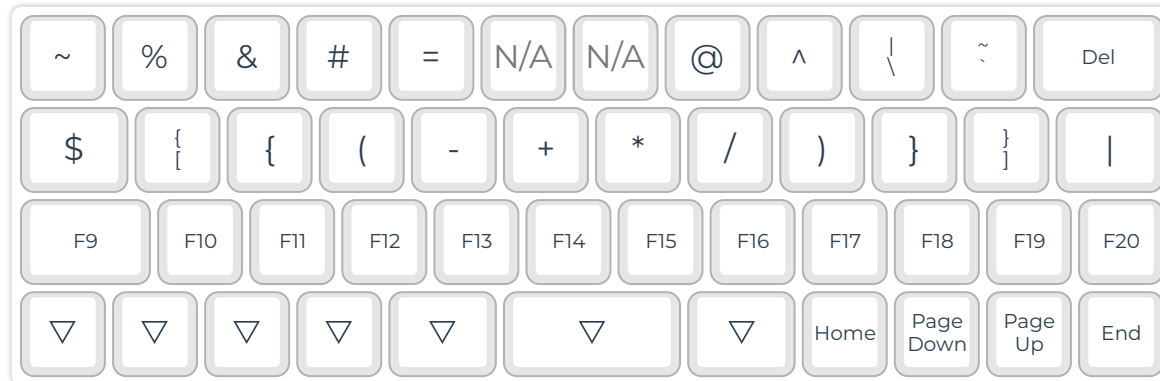 ~ % & # = N/A N/A @ ^ | ~ Del
\ `
$ { { ( - + * / ) } } |
[ ]
F9 F10 F11 F12 F13 F14 F15 F16 F17 F18 F19 F20
▽ ▽ ▽ ▽ ▽ ▽ ▽ Home Page Down Page Up End